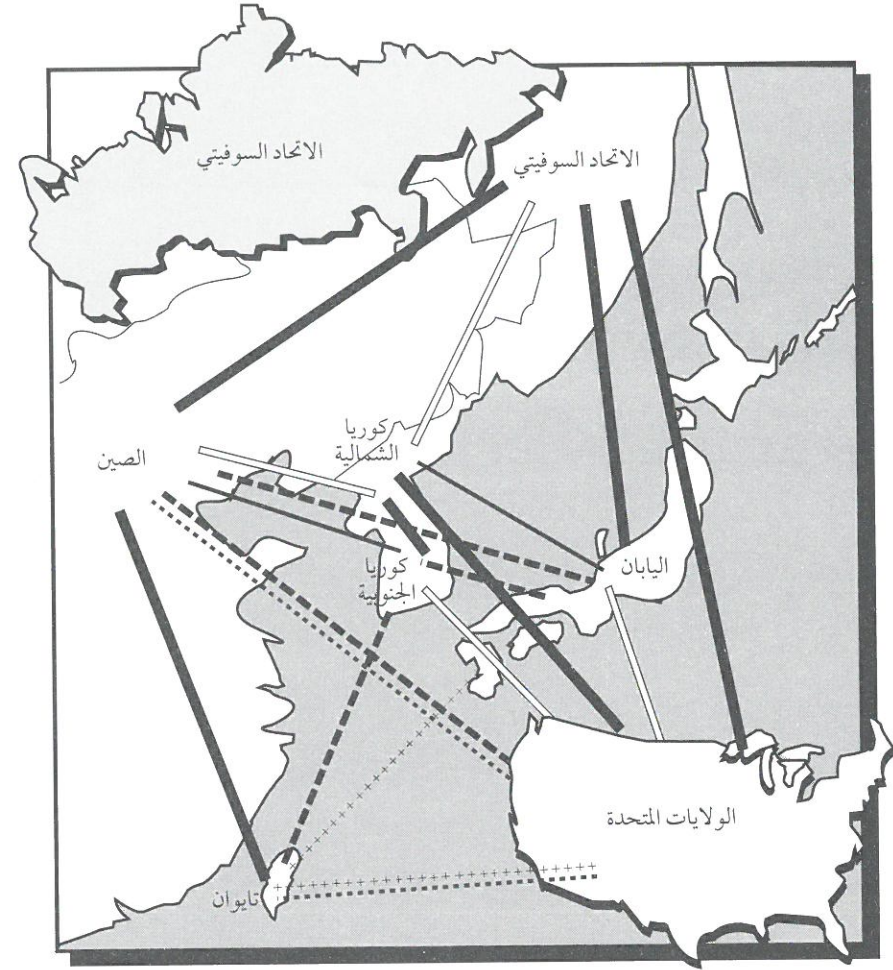 الاتحاد السوفيتي
الاتحاد السوفيتي
كوريا
الشمالية
الصين
كوريا
الجنوبية
اليابان
الولايات المتحدة
تايوان